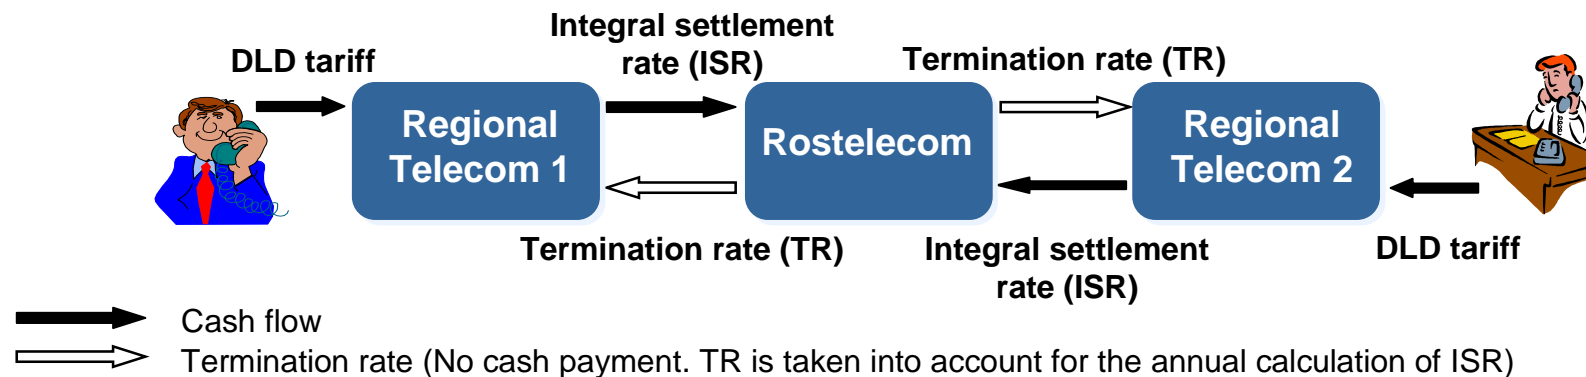 DLD tariff
Integral settlement
rate (ISR)
Termination rate (TR)
Regional
Telecom 1
Rostelecom
Regional
Telecom 2
Termination rate (TR)
Integral settlement
rate (ISR)
DLD tariff
Cash flow
Termination rate (No cash payment. TR is taken into account for the annual calculation of ISR)